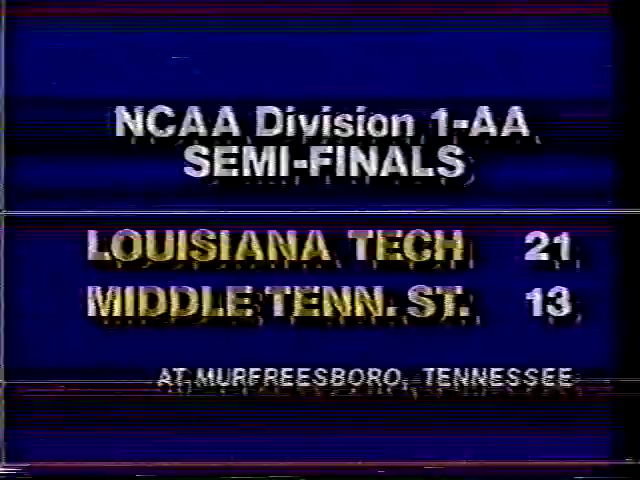 NCAA Division 1-AA
SEMI-FINALS
LOUISIANA TECH 21
MIDDLE TENN. ST. 13
AT MURFREESBORO, TENNESSEE